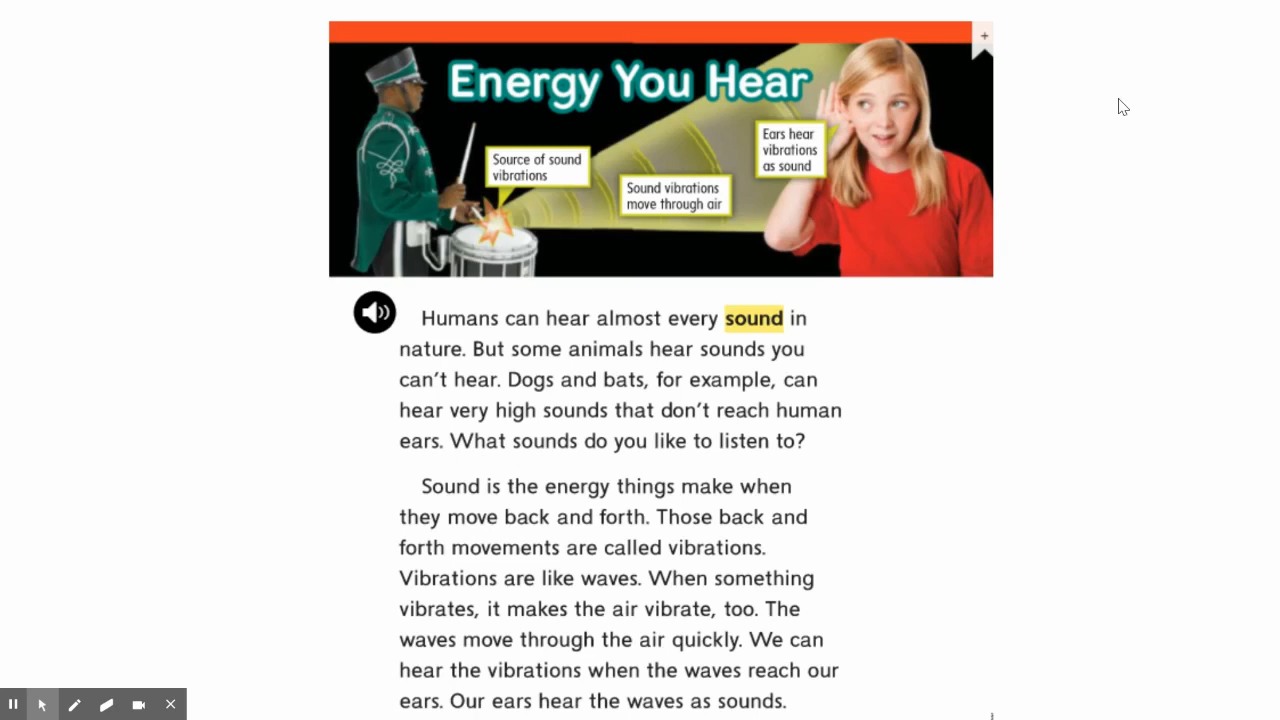 Energy You Hear
Source of sound
vibrations
Sound vibrations
move through air
Ears hear
vibrations
as sound
Humans can hear almost every sound in
nature. But some animals hear sounds you
can't hear. Dogs and bats, for example, can
hear very high sounds that don't reach human
ears. What sounds do you like to listen to?
Sound is the energy things make when
they move back and forth. Those back and
forth movements are called vibrations.
Vibrations are like waves. When something
vibrates, it makes the air vibrate, too. The
waves move through the air quickly. We can
hear the vibrations when the waves reach our
ears. Our ears hear the waves as sounds.